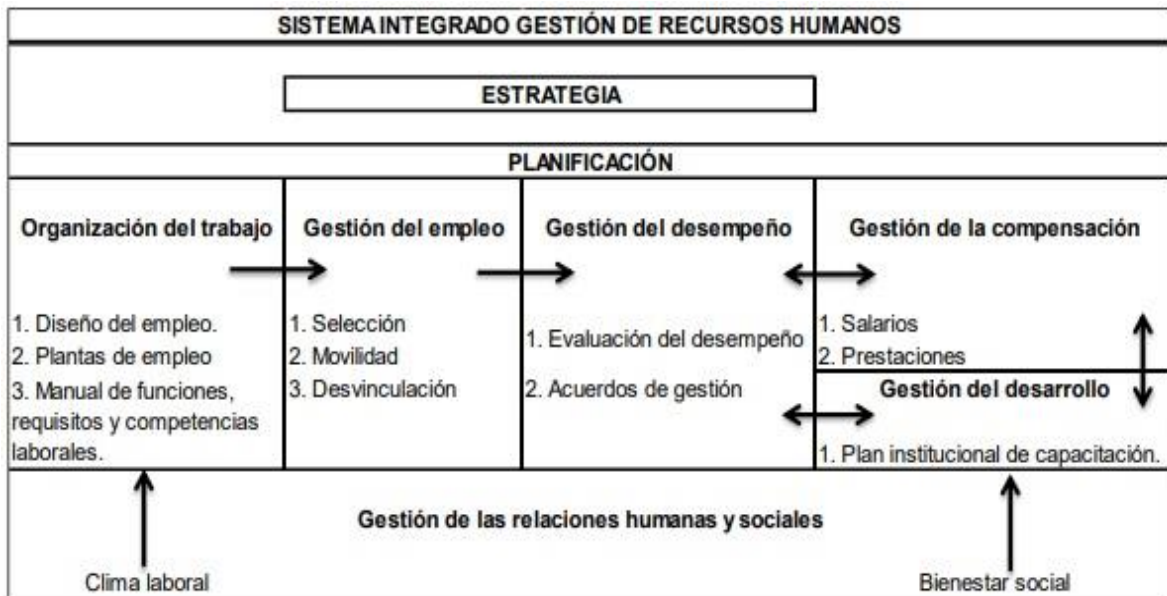 SISTEMA INTEGRADO GESTIÓN DE RECURSOS HUMANOS
ESTRATEGIA
PLANIFICACIÓN
Organización del trabajo
1. Diseño del empleo.
2. Plantas de empleo
3. Manual de funciones,
requisitos y competencias
laborales.
Gestión del empleo
1. Selección
2. Movilidad
3. Desvinculación
Gestión del desempeño
1. Evaluación del desempeño
2. Acuerdos de gestión
Gestión de la compensación
1. Salarios
2. Prestaciones
Gestión del desarrollo
1. Plan institucional de capacitación.
Gestión de las relaciones humanas y sociales
Clima laboral
Bienestar social